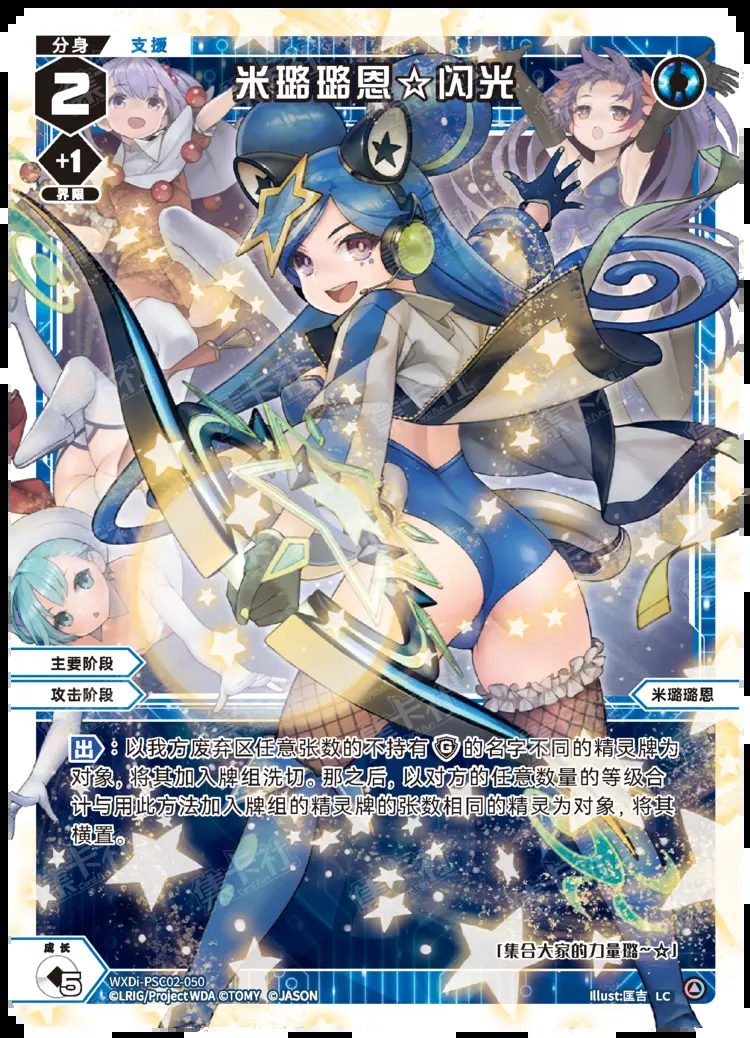 分身 支援
2
米璐璐恩☆闪光
+1
界限
主要阶段
攻击阶段
米璐璐恩
出：以我方废弃区任意张数的不持有G的名字不同的精灵牌为
对象，将其加入牌组洗切。那之后，以对方的任意数量的等级合
计与用此方法加入牌组的精灵牌的张数相同的精灵为对象，将其
横置。
「集合大家的力量璐~☆」
成长
5
WXDi-PSC02-050
©LRIG/Project WDA ©TOMY ©JASON
Illust:匡吉 LC